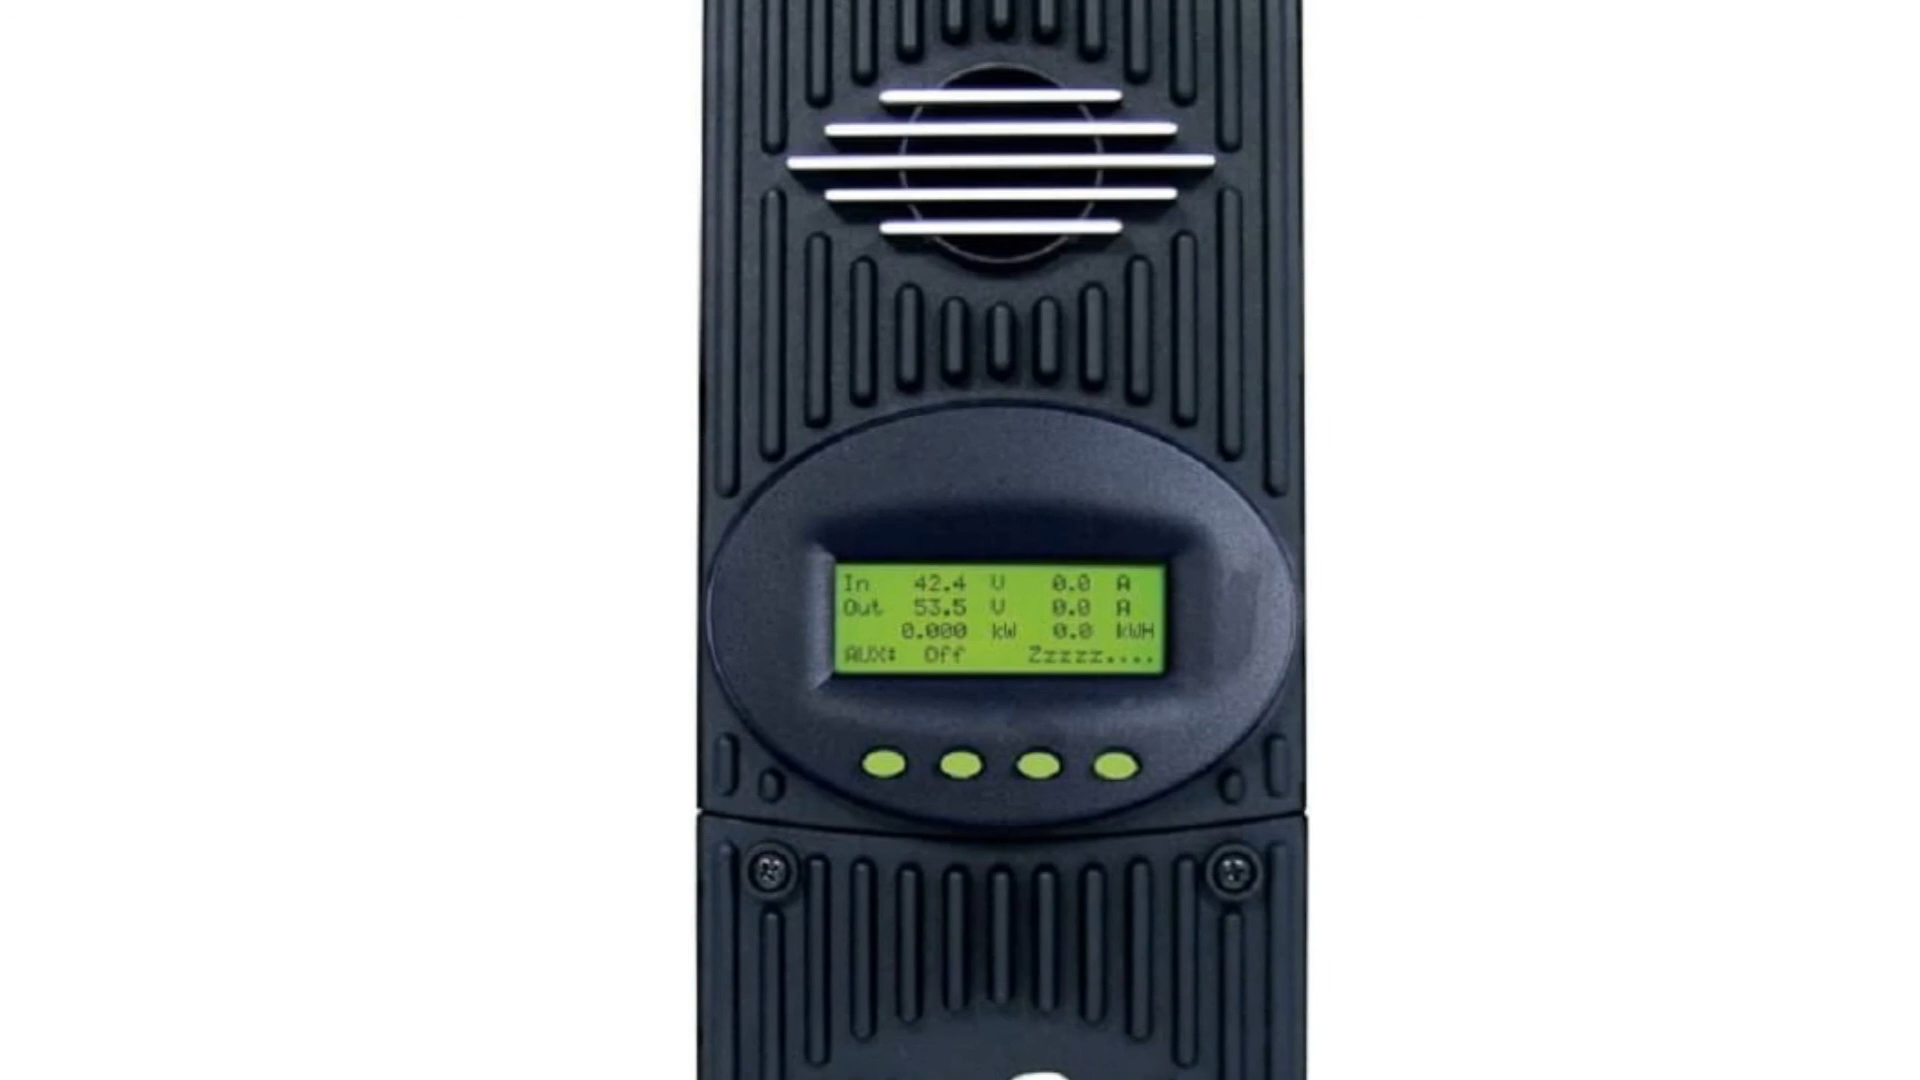 In 42.4 V 0.0 A
Out 53.5 V 0.0 A
0.000 kW 0.0 kWH
AUX: Off Zzzzz....